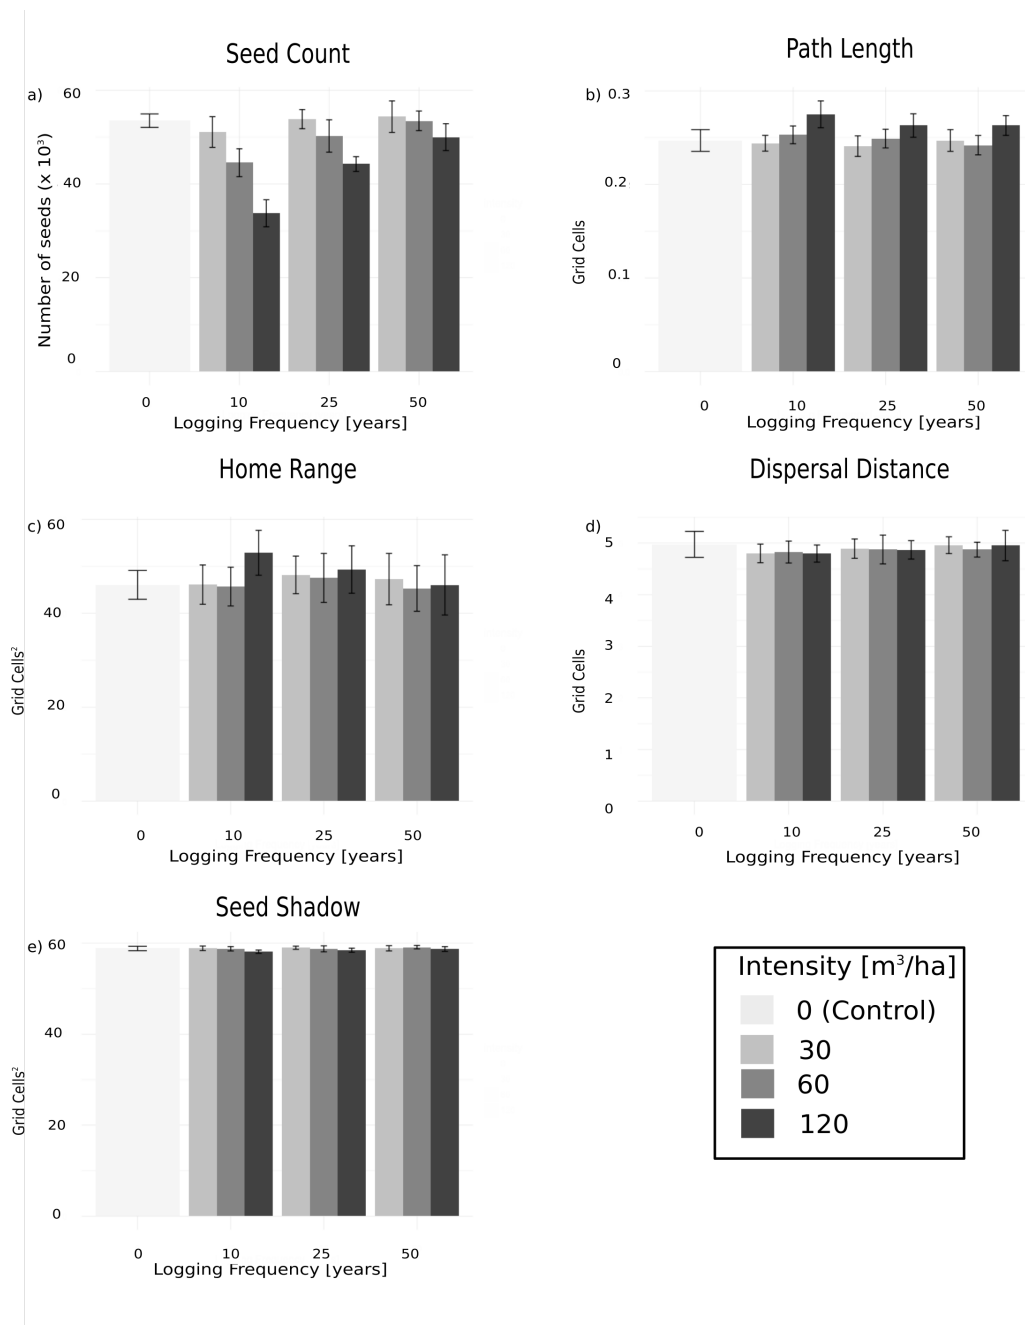 Seed Count
a)
60
40
20
0
Number of seeds (x 10³)
0 10 25 50
Logging Frequency [years]
Path Length
b)
0.3
0.2
0.1
0
Grid Cells
0 10 25 50
Logging Frequency [years]
Home Range
c)
60
40
20
0
Grid Cells²
0 10 25 50
Logging Frequency [years]
Dispersal Distance
d)
5
4
3
2
1
0
Grid Cells
0 10 25 50
Logging Frequency [years]
Seed Shadow
e)
60
40
20
0
Grid Cells²
0 10 25 50
Logging Frequency [years]
Intensity [m³/ha]
0 (Control)
30
60
120